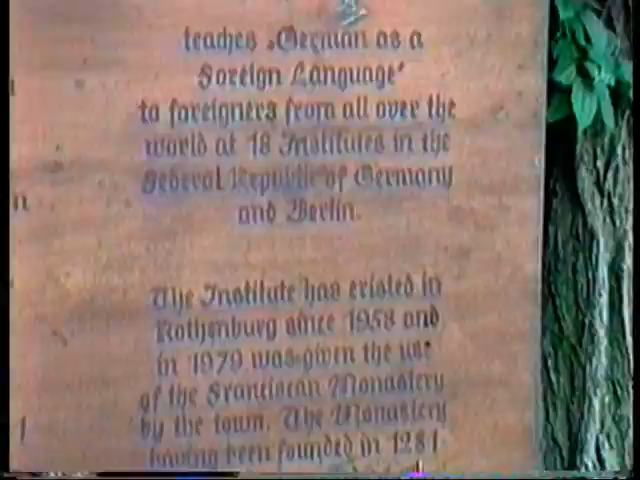 teaches „German as a
Foreign Language“
to foreigners from all over the
world at 18 Institutes in the
Federal Republic of Germany
and Berlin.
The Institute has existed in
Rothenburg since 1958 and
in 1979 was given the use
of the Franciscan Monastery
by the town. The Monastery
having been founded in 1281